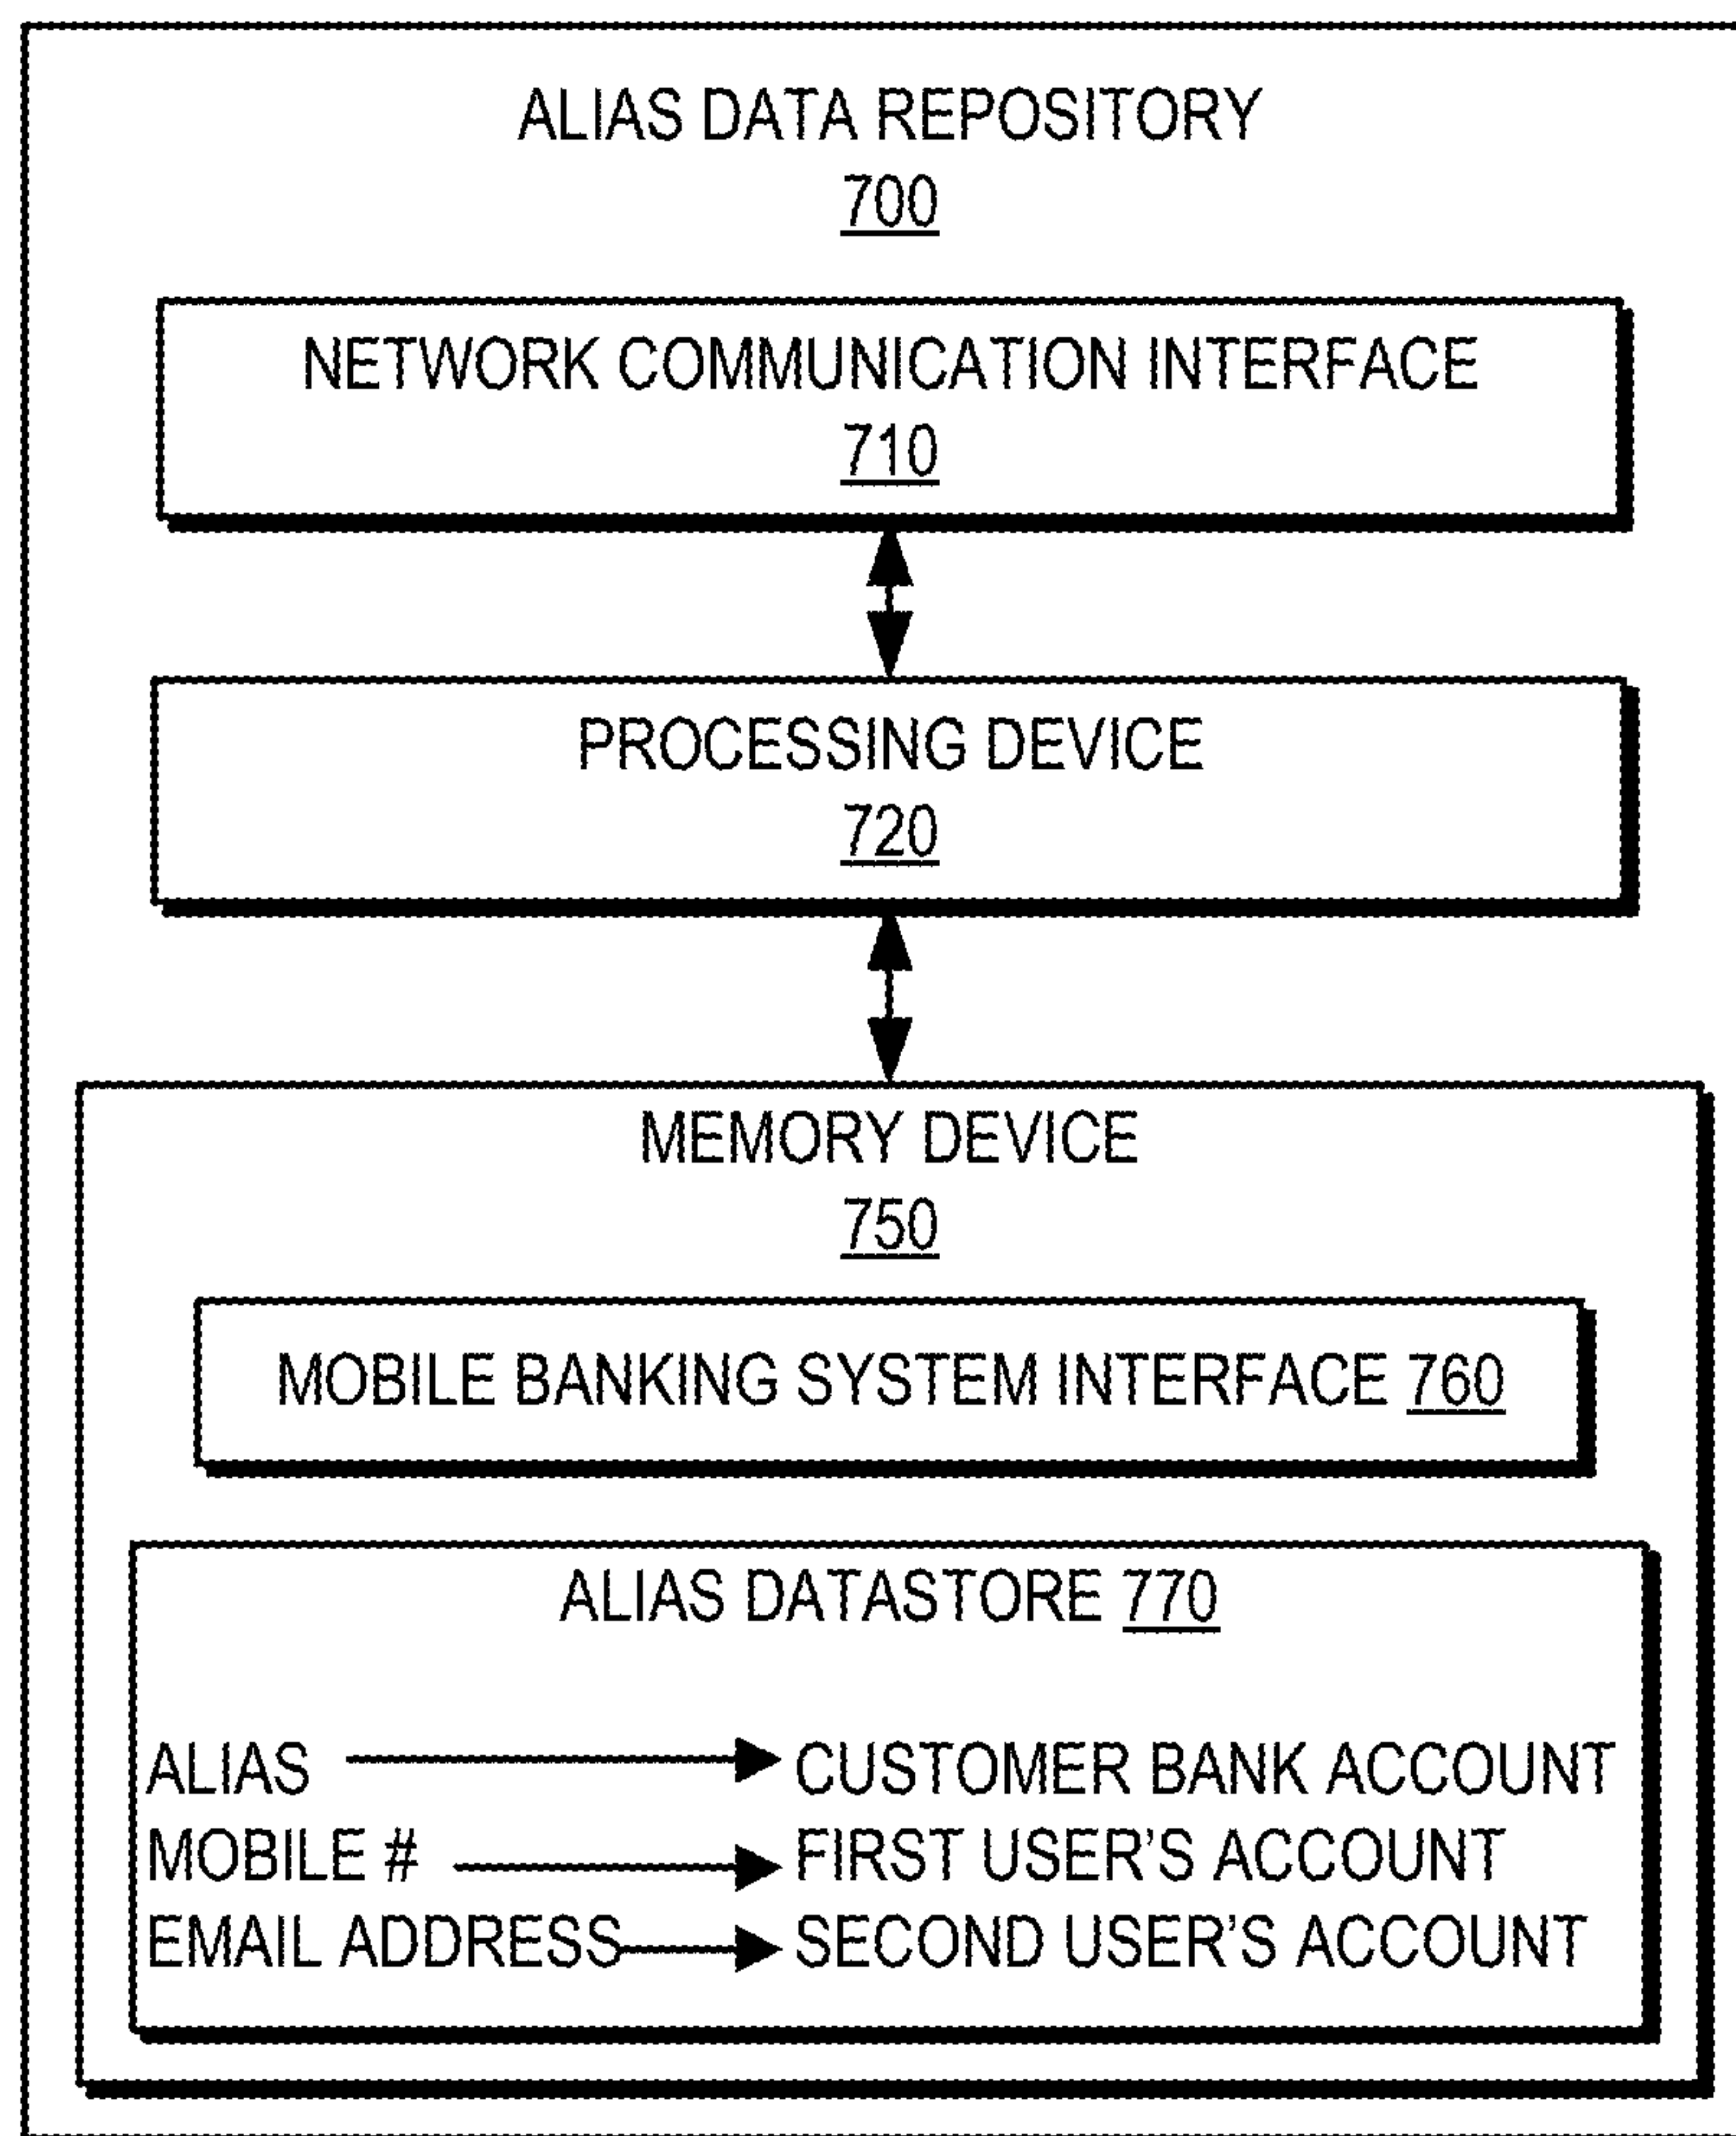 ALIAS DATA REPOSITORY
700
NETWORK COMMUNICATION INTERFACE
710
PROCESSING DEVICE
720
MEMORY DEVICE
750
MOBILE BANKING SYSTEM INTERFACE 760
ALIAS DATASTORE 770
ALIAS CUSTOMER BANK ACCOUNT
MOBILE # FIRST USER'S ACCOUNT
EMAIL ADDRESS SECOND USER'S ACCOUNT